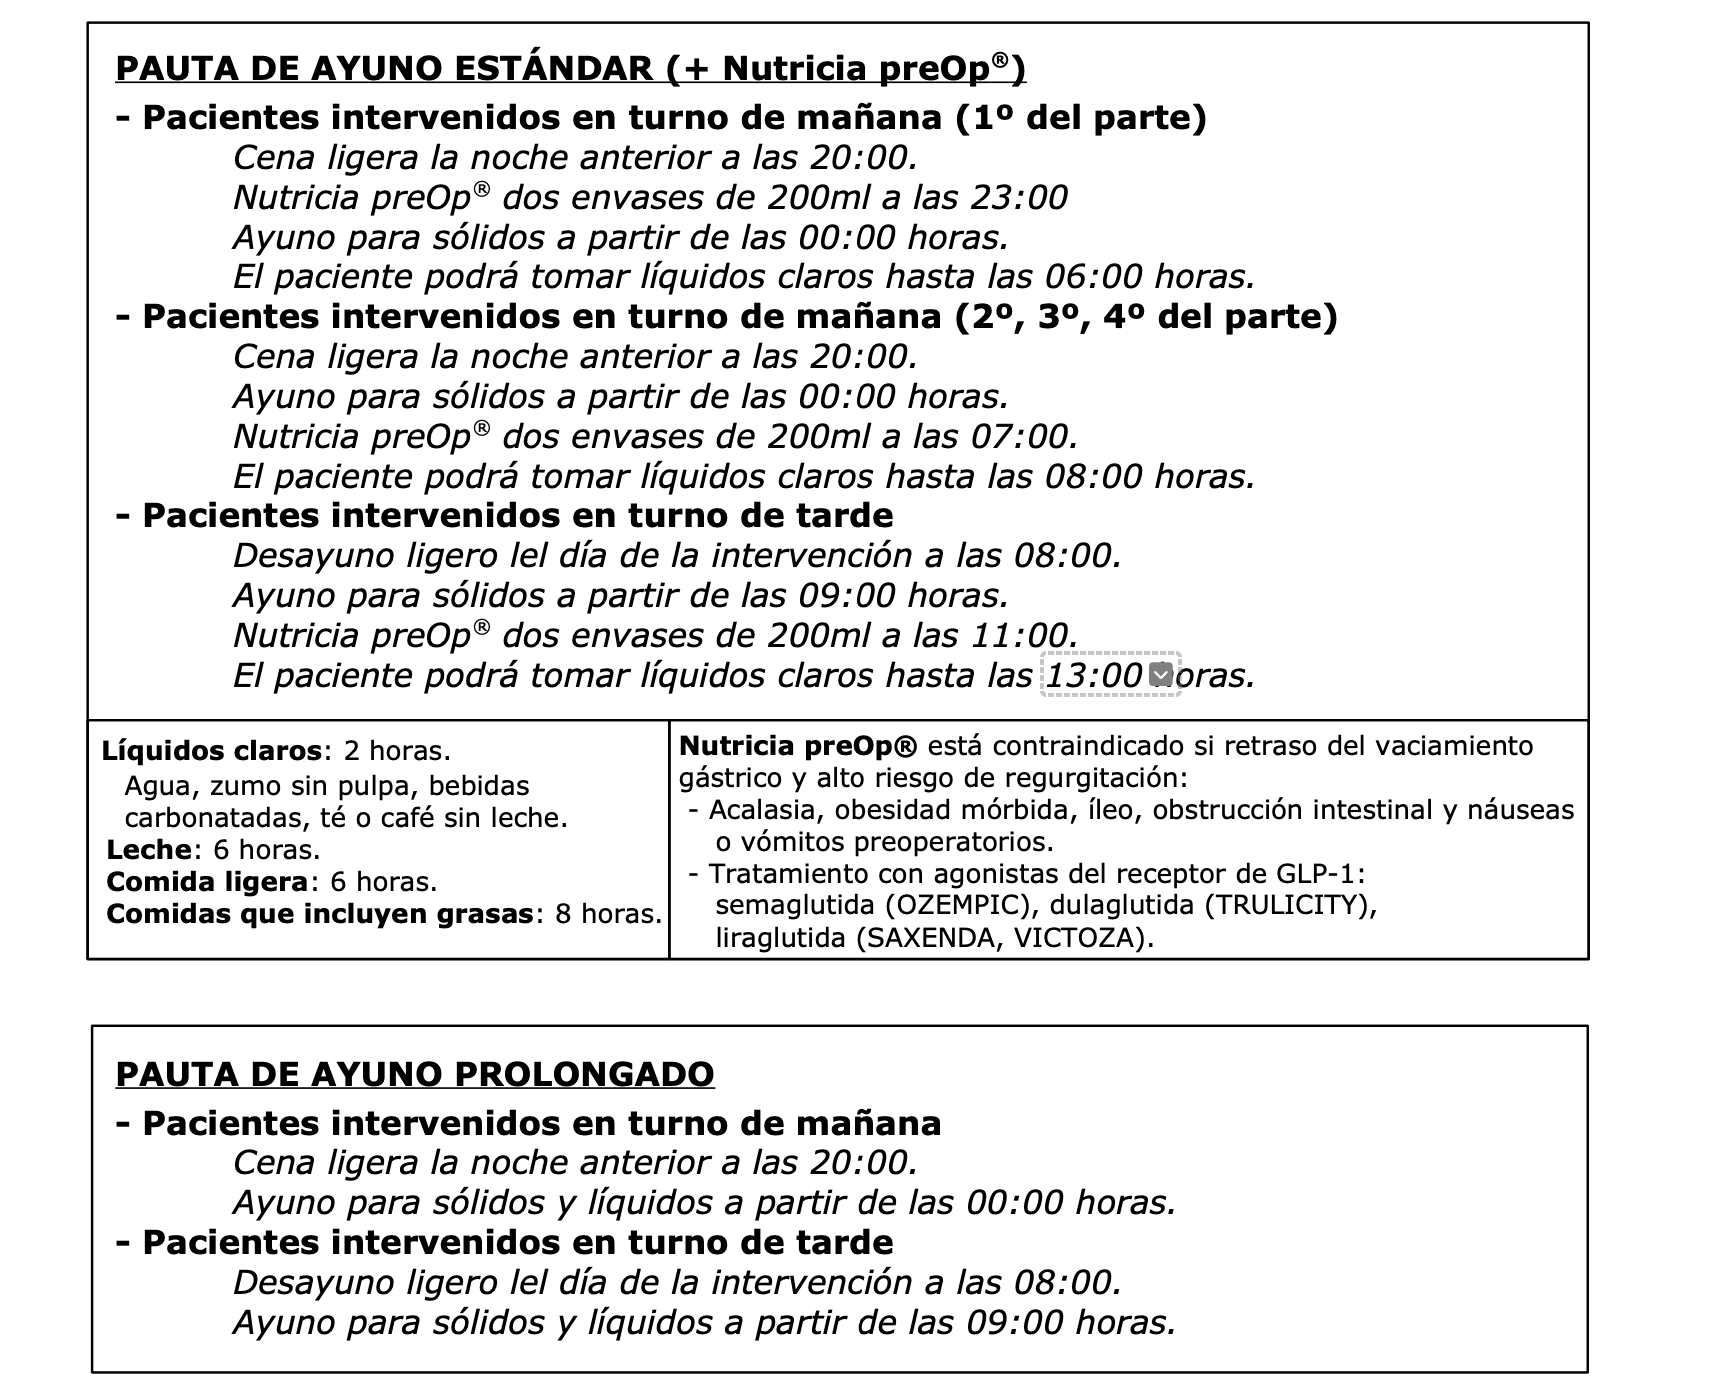 PAUTA DE AYUNO ESTÁNDAR (+ Nutricia preOp®)
- Pacientes intervenidos en turno de mañana (1º del parte)
Cena ligera la noche anterior a las 20:00.
Nutricia preOp® dos envases de 200ml a las 23:00
Ayuno para sólidos a partir de las 00:00 horas.
El paciente podrá tomar líquidos claros hasta las 06:00 horas.
- Pacientes intervenidos en turno de mañana (2º, 3º, 4º del parte)
Cena ligera la noche anterior a las 20:00.
Ayuno para sólidos a partir de las 00:00 horas.
Nutricia preOp® dos envases de 200ml a las 07:00.
El paciente podrá tomar líquidos claros hasta las 08:00 horas.
- Pacientes intervenidos en turno de tarde
Desayuno ligero lel día de la intervención a las 08:00.
Ayuno para sólidos a partir de las 09:00 horas.
Nutricia preOp® dos envases de 200ml a las 11:00.
El paciente podrá tomar líquidos claros hasta las 13:00 horas.
Líquidos claros: 2 horas.
Agua, zumo sin pulpa, bebidas
carbonatadas, té o café sin leche.
Leche: 6 horas.
Comida ligera: 6 horas.
Comidas que incluyen grasas: 8 horas.
Nutricia preOp® está contraindicado si retraso del vaciamiento
gástrico y alto riesgo de regurgitación:
- Acalasia, obesidad mórbida, íleo, obstrucción intestinal y náuseas
o vómitos preoperatorios.
- Tratamiento con agonistas del receptor de GLP-1:
semaglutida (OZEMPIC), dulaglutida (TRULICITY),
liraglutida (SAXENDA, VICTOZA).
PAUTA DE AYUNO PROLONGADO
- Pacientes intervenidos en turno de mañana
Cena ligera la noche anterior a las 20:00.
Ayuno para sólidos y líquidos a partir de las 00:00 horas.
- Pacientes intervenidos en turno de tarde
Desayuno ligero lel día de la intervención a las 08:00.
Ayuno para sólidos y líquidos a partir de las 09:00 horas.